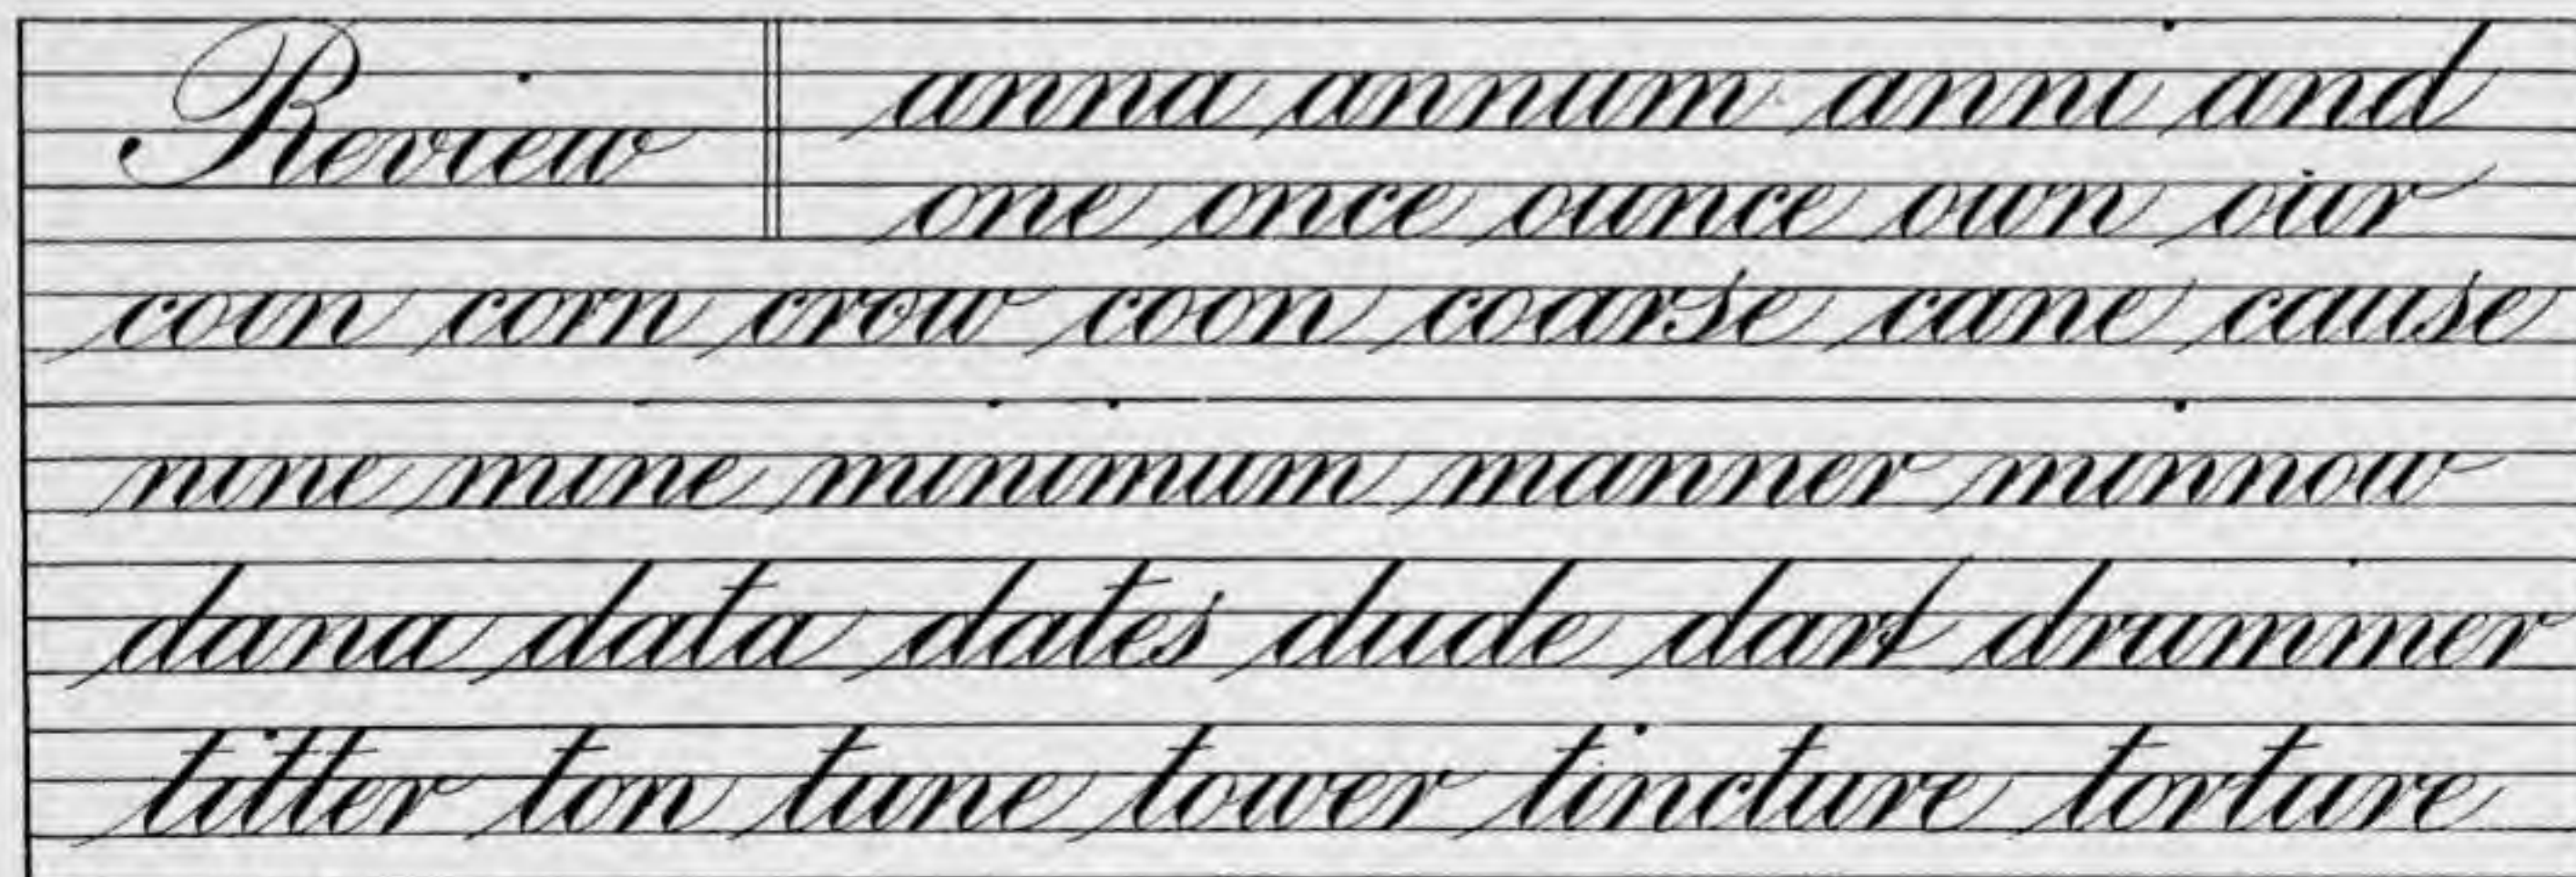 Review
anna annum anni and
one once ounce own our
coin corn crow coon coarse cane cause
nine mine minimum manner minnow
dana data dates dude dart drummer
titter ton tune tower tincture torture